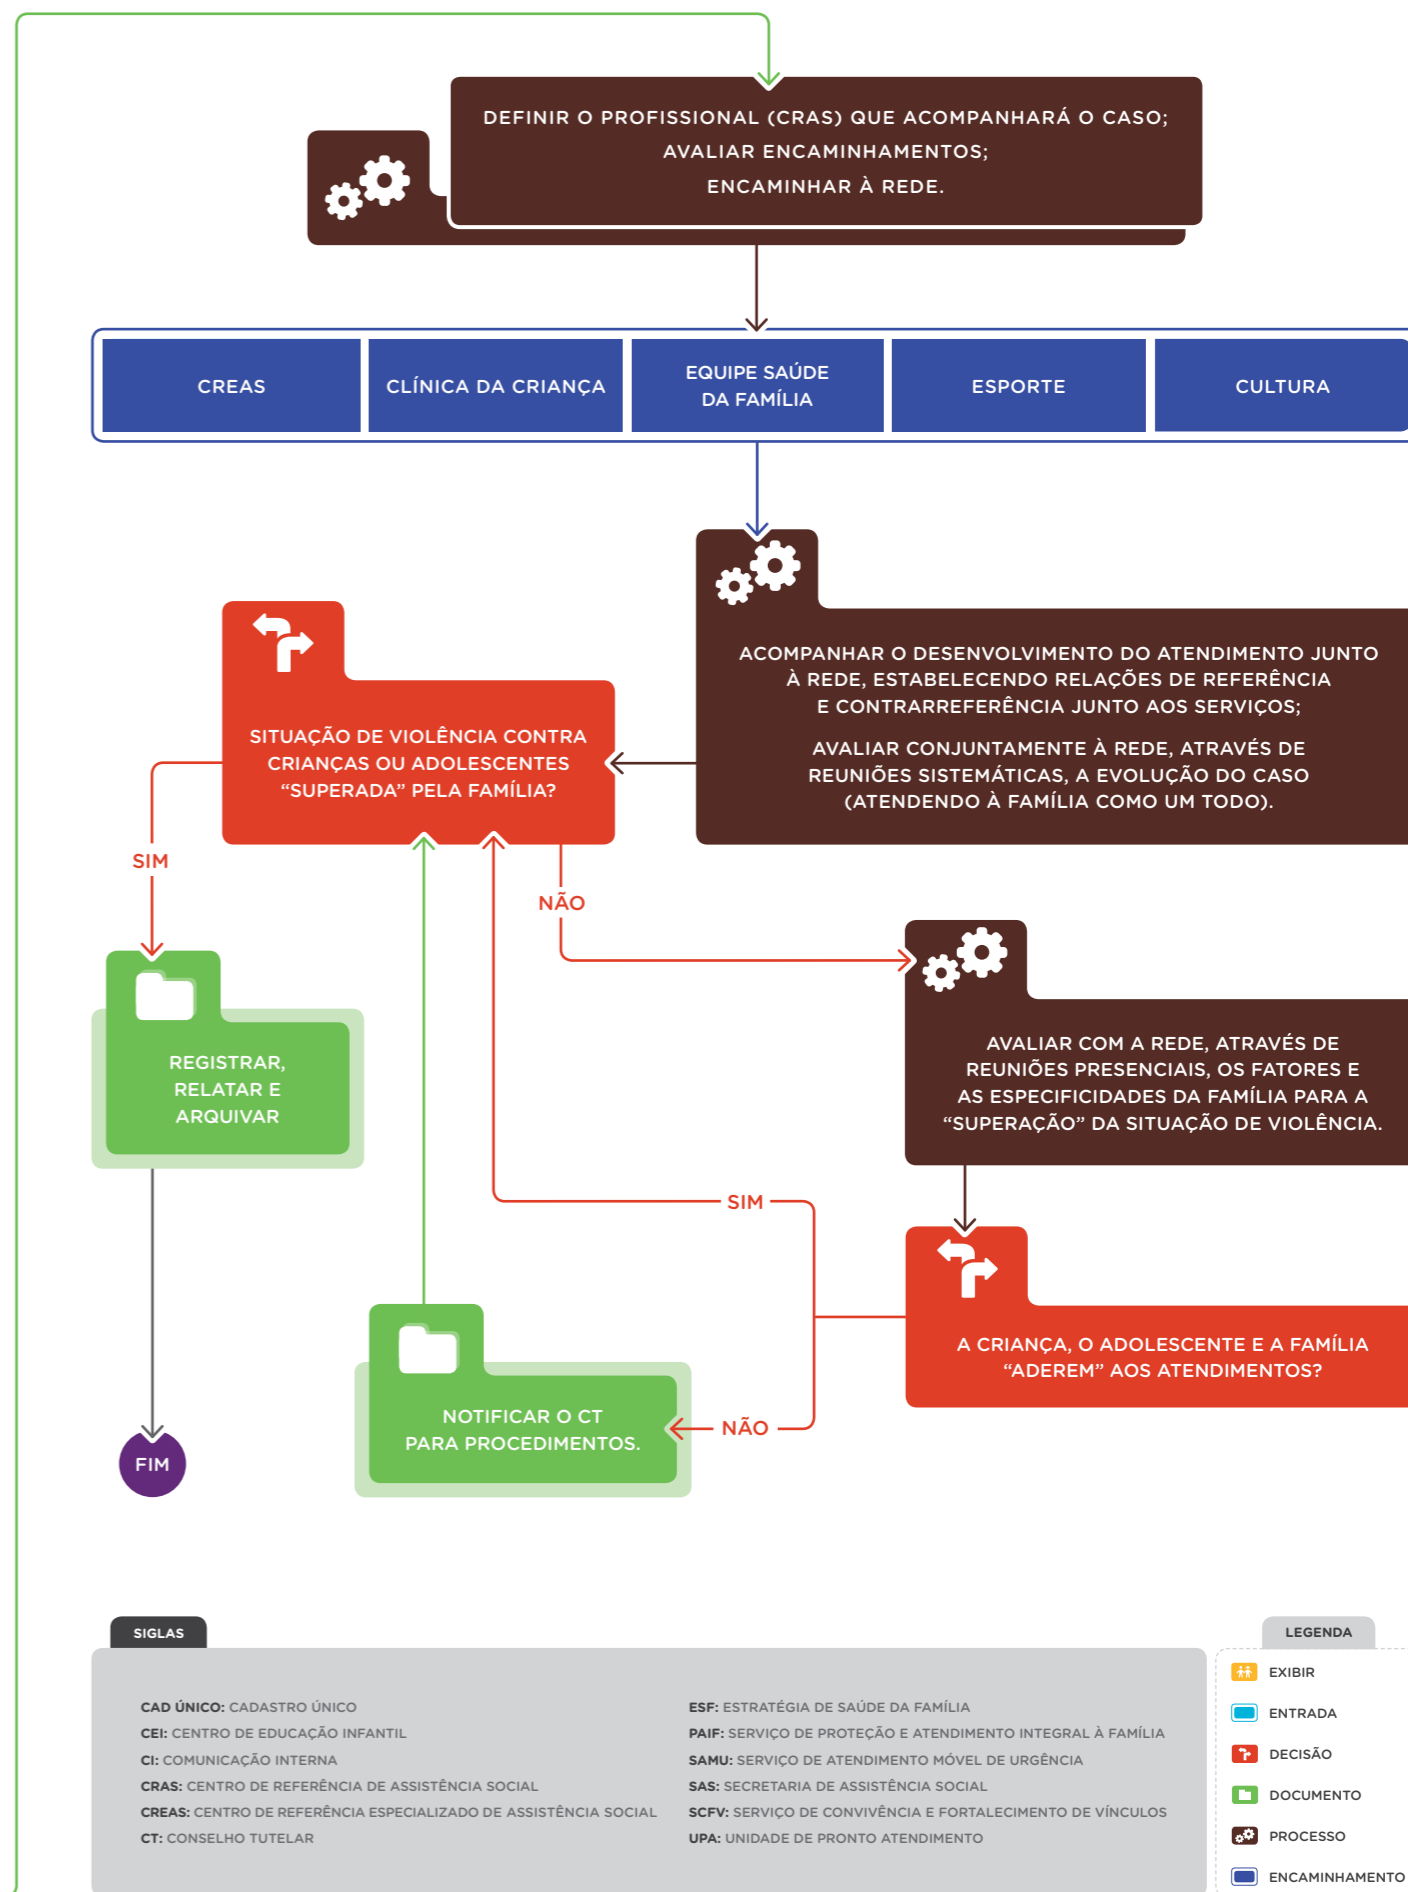 DEFINIR O PROFISSIONAL (CRAS) QUE ACOMPANHARÁ O CASO;
AVALIAR ENCAMINHAMENTOS;
ENCAMINHAR À REDE.
CREAS
CLÍNICA DA CRIANÇA
EQUIPE SAÚDE
DA FAMÍLIA
ESPORTE
CULTURA
ACOMPANHAR O DESENVOLVIMENTO DO ATENDIMENTO JUNTO
À REDE, ESTABELECENDO RELAÇÕES DE REFERÊNCIA
E CONTRARREFERÊNCIA JUNTO AOS SERVIÇOS;
AVALIAR CONJUNTAMENTE À REDE, ATRAVÉS DE
REUNIÕES SISTEMÁTICAS, A EVOLUÇÃO DO CASO
(ATENDENDO À FAMÍLIA COMO UM TODO).
SITUAÇÃO DE VIOLÊNCIA CONTRA
CRIANÇAS OU ADOLESCENTES
“SUPERADA” PELA FAMÍLIA?
SIM
NÃO
REGISTRAR,
RELATAR E
ARQUIVAR
AVALIAR COM A REDE, ATRAVÉS DE
REUNIÕES PRESENCIAIS, OS FATORES E
AS ESPECIFICIDADES DA FAMÍLIA PARA A
“SUPERAÇÃO” DA SITUAÇÃO DE VIOLÊNCIA.
SIM
A CRIANÇA, O ADOLESCENTE E A FAMÍLIA
“ADEREM” AOS ATENDIMENTOS?
NOTIFICAR O CT
PARA PROCEDIMENTOS.
NÃO
FIM
SIGLAS
CAD ÚNICO: CADASTRO ÚNICO
CEI: CENTRO DE EDUCAÇÃO INFANTIL
CI: COMUNICAÇÃO INTERNA
CRAS: CENTRO DE REFERÊNCIA DE ASSISTÊNCIA SOCIAL
CREAS: CENTRO DE REFERÊNCIA ESPECIALIZADO DE ASSISTÊNCIA SOCIAL
CT: CONSELHO TUTELAR
ESF: ESTRATÉGIA DE SAÚDE DA FAMÍLIA
PAIF: SERVIÇO DE PROTEÇÃO E ATENDIMENTO INTEGRAL À FAMÍLIA
SAMU: SERVIÇO DE ATENDIMENTO MÓVEL DE URGÊNCIA
SAS: SECRETARIA DE ASSISTÊNCIA SOCIAL
SCFV: SERVIÇO DE CONVIVÊNCIA E FORTALECIMENTO DE VÍNCULOS
UPA: UNIDADE DE PRONTO ATENDIMENTO
LEGENDA
EXIBIR
ENTRADA
DECISÃO
DOCUMENTO
PROCESSO
ENCAMINHAMENTO